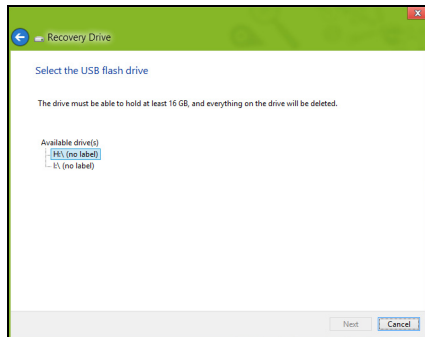 Recovery Drive
Select the USB flash drive
The drive must be able to hold at least 16 GB, and everything on the drive will be deleted.
Available drive(s)
H:\ (no label)
I:\ (no label)
Next Cancel